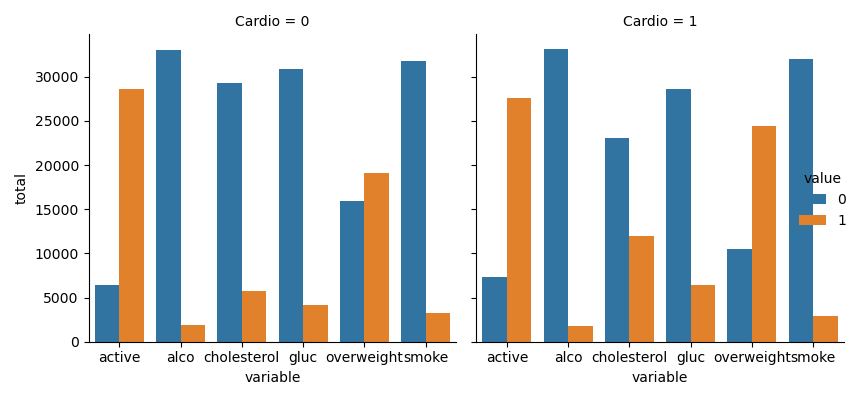 Cardio = 0
Cardio = 1
total
30000
25000
20000
15000
10000
5000
0
active alco cholesterol gluc overweight smoke
variable
active alco cholesterol gluc overweight smoke
variable
value
0
1